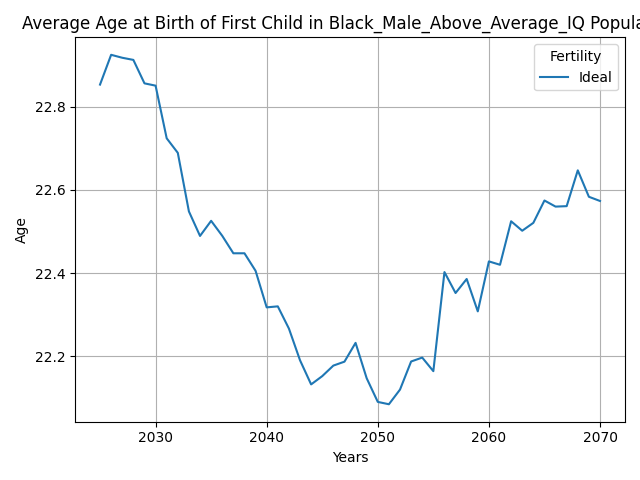 Average Age at Birth of First Child in Black_Male_Above_Average_IQ Popula
Fertility
Ideal
22.8
22.6
22.4
22.2
Age
2030 2040 2050 2060 2070
Years